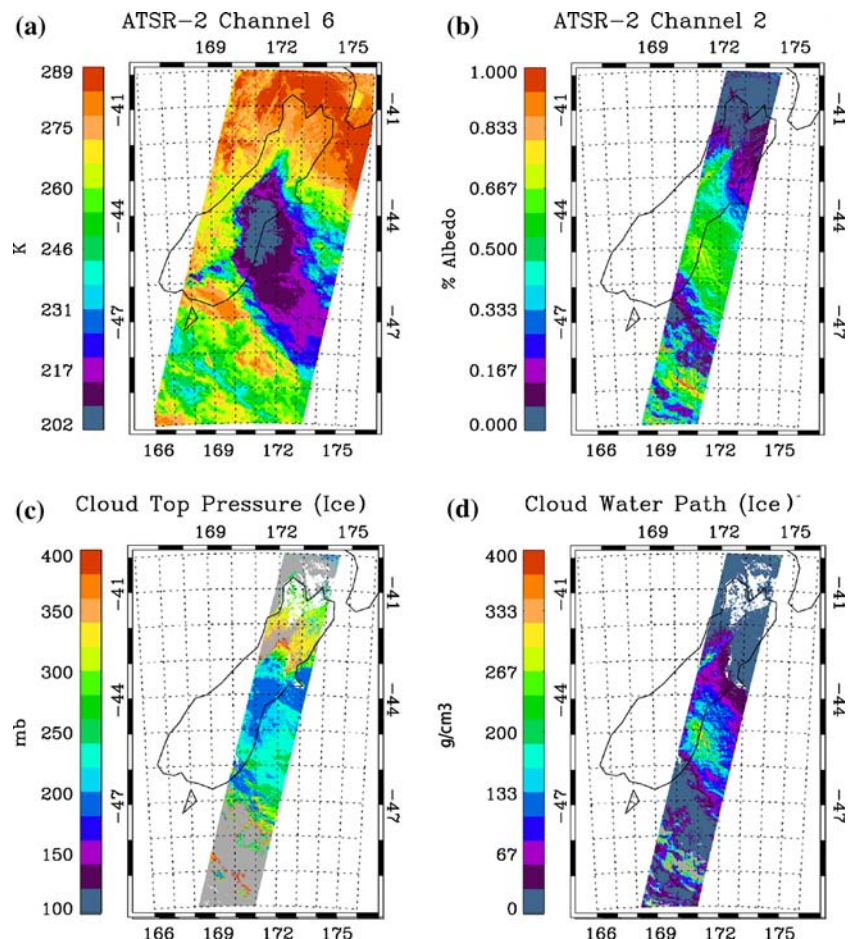 (a) ATSR-2 Channel 6
169 172 175
289
275
260
246
231
217
202
K
-41
-44
-47
166 169 172
(b) ATSR-2 Channel 2
169 172 175
1.000
0.833
0.667
0.500
0.333
0.167
0.000
% Albedo
-41
-44
-47
166 169 172
(c) Cloud Top Pressure (Ice)
169 172 175
400
350
300
250
200
150
100
mb
-41
-44
-47
166 169 172
(d) Cloud Water Path (Ice)
169 172 175
400
333
267
200
133
67
0
g/cm3
-41
-44
-47
166 169 172